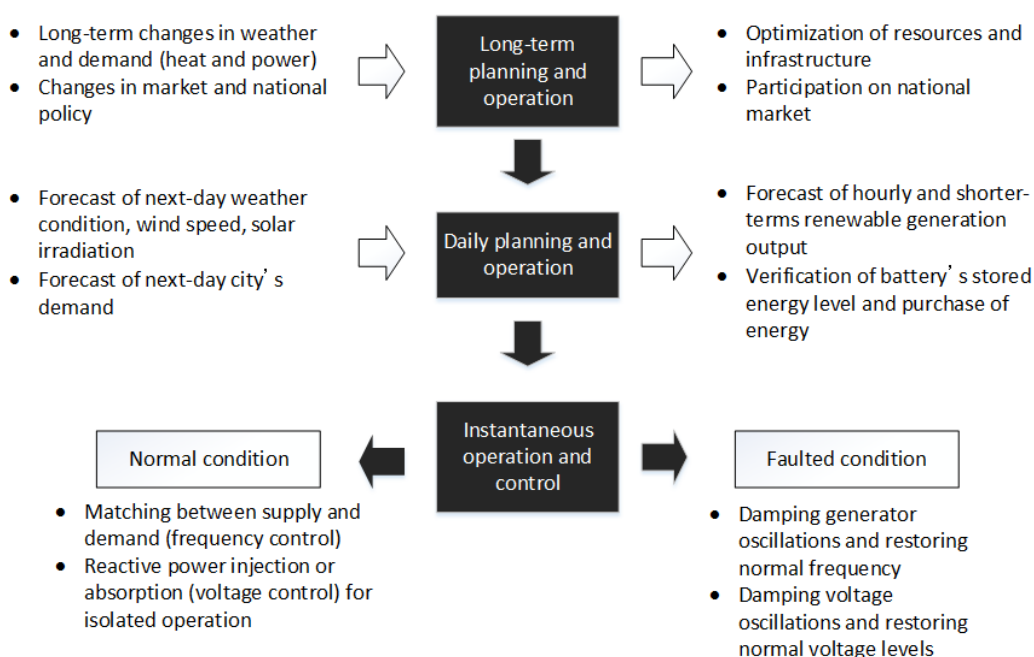 • Long-term changes in weather
and demand (heat and power)
• Changes in market and national
policy
Long-term
planning and
operation
• Optimization of resources and
infrastructure
• Participation on national
market
• Forecast of next-day weather
condition, wind speed, solar
irradiation
• Forecast of next-day city's
demand
Daily planning and
operation
• Forecast of hourly and shorter-
terms renewable generation
output
• Verification of battery's stored
energy level and purchase of
energy
Instantaneous
operation and
control
Normal condition
• Matching between supply and
demand (frequency control)
• Reactive power injection or
absorption (voltage control) for
isolated operation
Faulted condition
• Damping generator
oscillations and restoring
normal frequency
• Damping voltage
oscillations and restoring
normal voltage levels